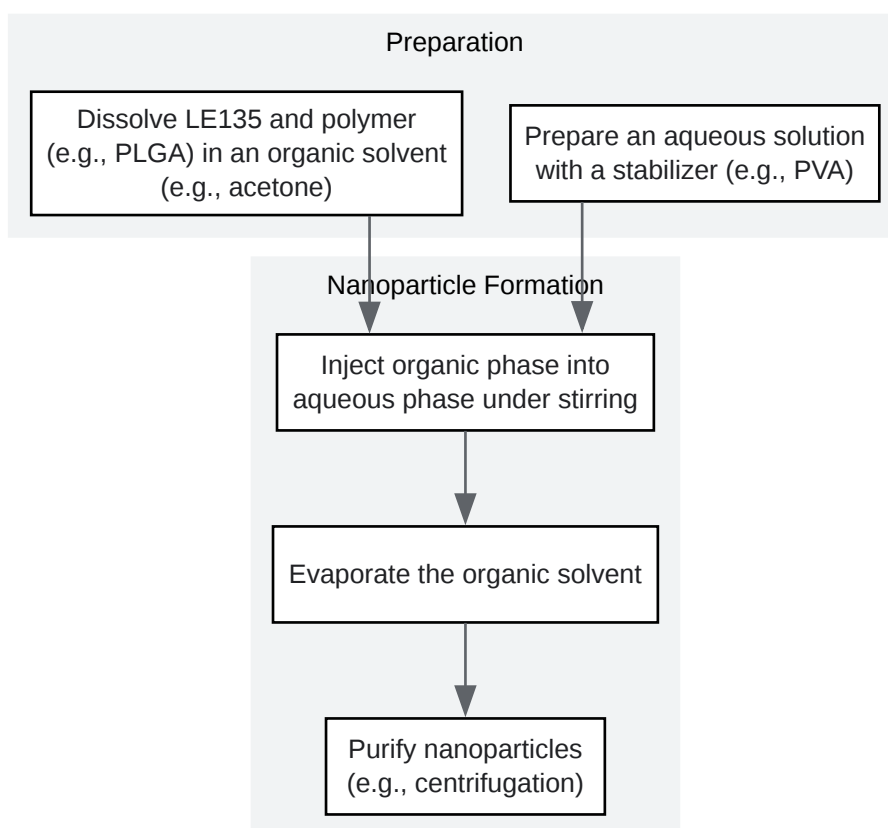 Preparation
Dissolve LE135 and polymer
(e.g., PLGA) in an organic solvent
(e.g., acetone)
Prepare an aqueous solution
with a stabilizer (e.g., PVA)
Nanoparticle Formation
Inject organic phase into
aqueous phase under stirring
Evaporate the organic solvent
Purify nanoparticles
(e.g., centrifugation)